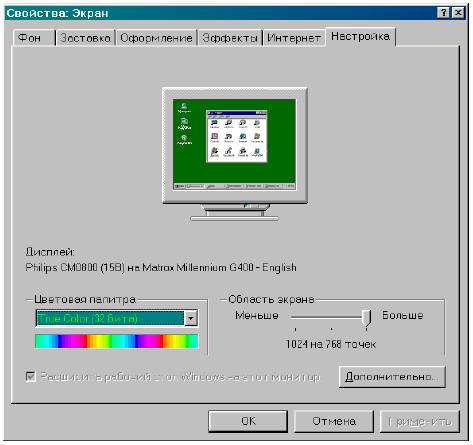 Свойства: Экран
Фон Заставка Оформление Эффекты Интернет Настройка
Дисплей:
Philips CM0800 (15B) на Matrox Millennium G400 - English
Цветовая палитра
True Color (32 бита)
Область экрана
Меньше Больше
1024 на 768 точек
Расширить рабочий стол Windows на этот монитор
Дополнительно...
OK Отмена Применить